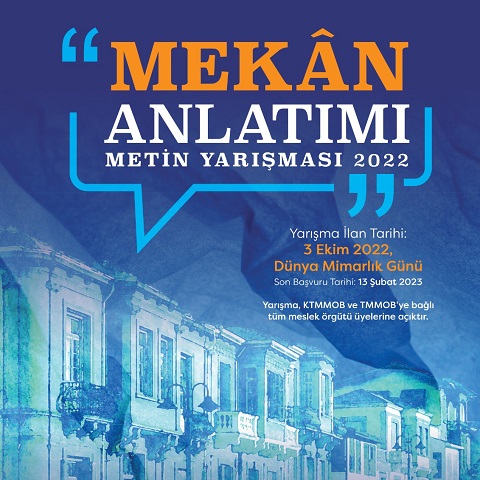 “MEKÂN
ANLATIMI
METİN YARIŞMASI 2022
”
Yarışma İlan Tarihi:
3 Ekim 2022,
Dünya Mimarlık Günü
Son Başvuru Tarihi: 13 Şubat 2023
Yarışma, KTMMOB ve TMMOB'ye bağlı
tüm meslek örgütü üyelerine açıktır.